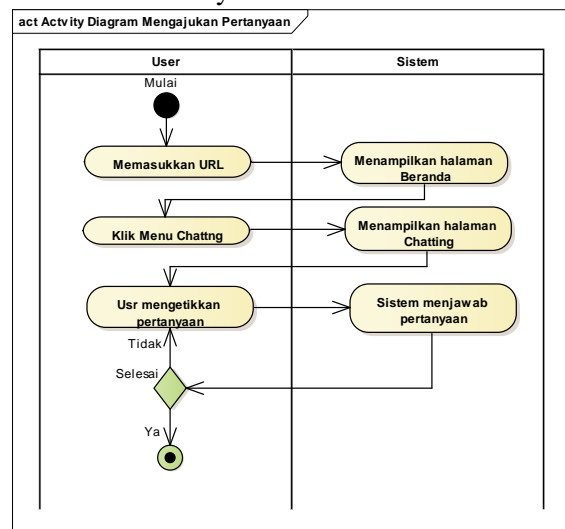 act Actvity Diagram Mengajukan Pertanyaan
User
Sistem
Mulai
Memasukkan URL
Menampilkan halaman
Beranda
Klik Menu Chattng
Menampilkan halaman
Chatting
Usr mengetikkan
pertanyaan
Sistem menjawab
pertanyaan
Tidak
Selesai
Ya